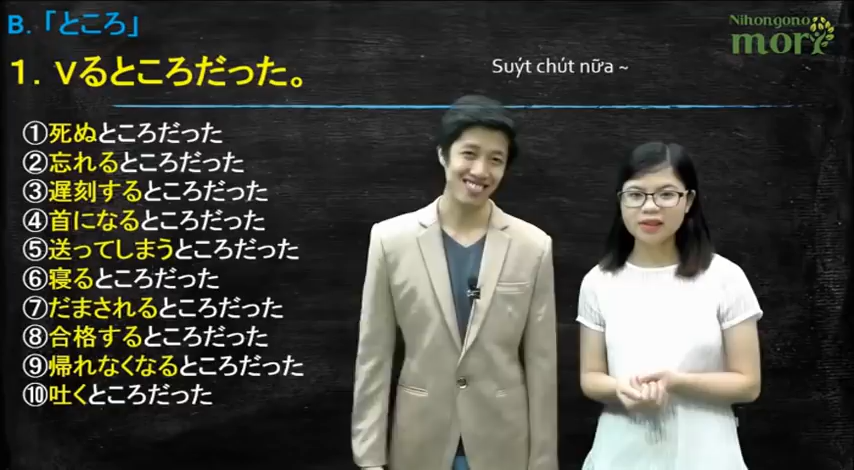 B. 「ところ」
Nihongono
mori
1. Vるところだった。
Suýt chút nữa ~
①死ぬところだった
②忘れるところだった
③遅刻するところだった
④首になるところだった
⑤送ってしまうところだった
⑥寝るところだった
⑦だまされるところだった
⑧合格するところだった
⑨帰れなくなるところだった
⑩吐くところだった